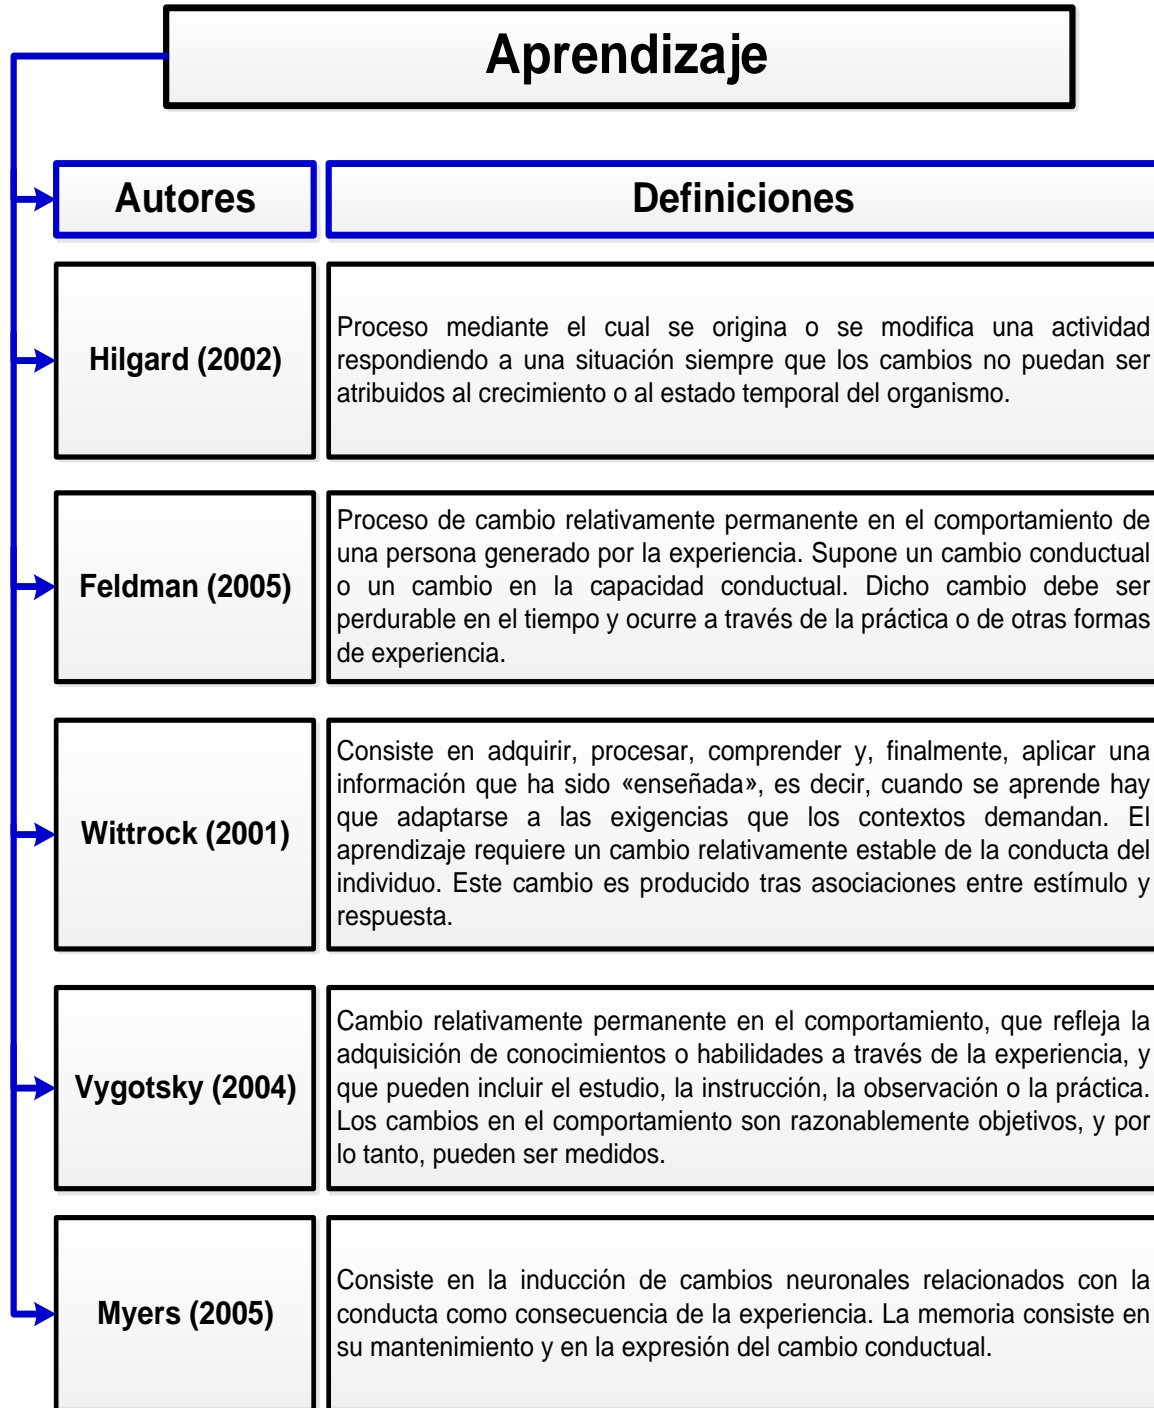 Aprendizaje
Autores
Definiciones
Hilgard (2002)
Proceso mediante el cual se origina o se modifica una actividad
respondiendo a una situación siempre que los cambios no puedan ser
atribuidos al crecimiento o al estado temporal del organismo.
Feldman (2005)
Proceso de cambio relativamente permanente en el comportamiento de
una persona generado por la experiencia. Supone un cambio conductual
o un cambio en la capacidad conductual. Dicho cambio debe ser
perdurable en el tiempo y ocurre a través de la práctica o de otras formas
de experiencia.
Wittrock (2001)
Consiste en adquirir, procesar, comprender y, finalmente, aplicar una
información que ha sido «enseñada», es decir, cuando se aprende hay
que adaptarse a las exigencias que los contextos demandan. El
aprendizaje requiere un cambio relativamente estable de la conducta del
individuo. Este cambio es producido tras asociaciones entre estímulo y
respuesta.
Vygotsky (2004)
Cambio relativamente permanente en el comportamiento, que refleja la
adquisición de conocimientos o habilidades a través de la experiencia, y
que pueden incluir el estudio, la instrucción, la observación o la práctica.
Los cambios en el comportamiento son razonablemente objetivos, y por
lo tanto, pueden ser medidos.
Myers (2005)
Consiste en la inducción de cambios neuronales relacionados con la
conducta como consecuencia de la experiencia. La memoria consiste en
su mantenimiento y en la expresión del cambio conductual.